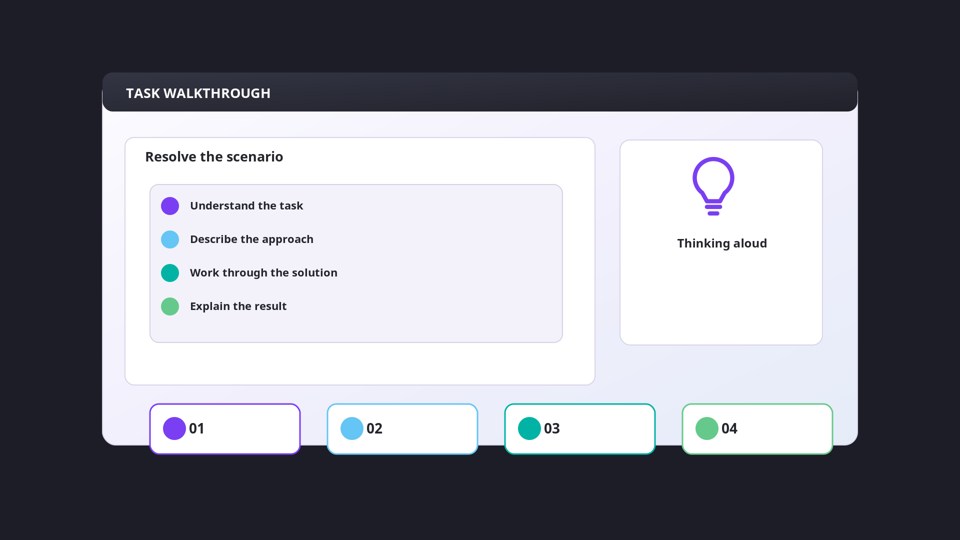 TASK WALKTHROUGH
Resolve the scenario
Understand the task
Describe the approach
Work through the solution
Explain the result
Thinking aloud
01
02
03
04